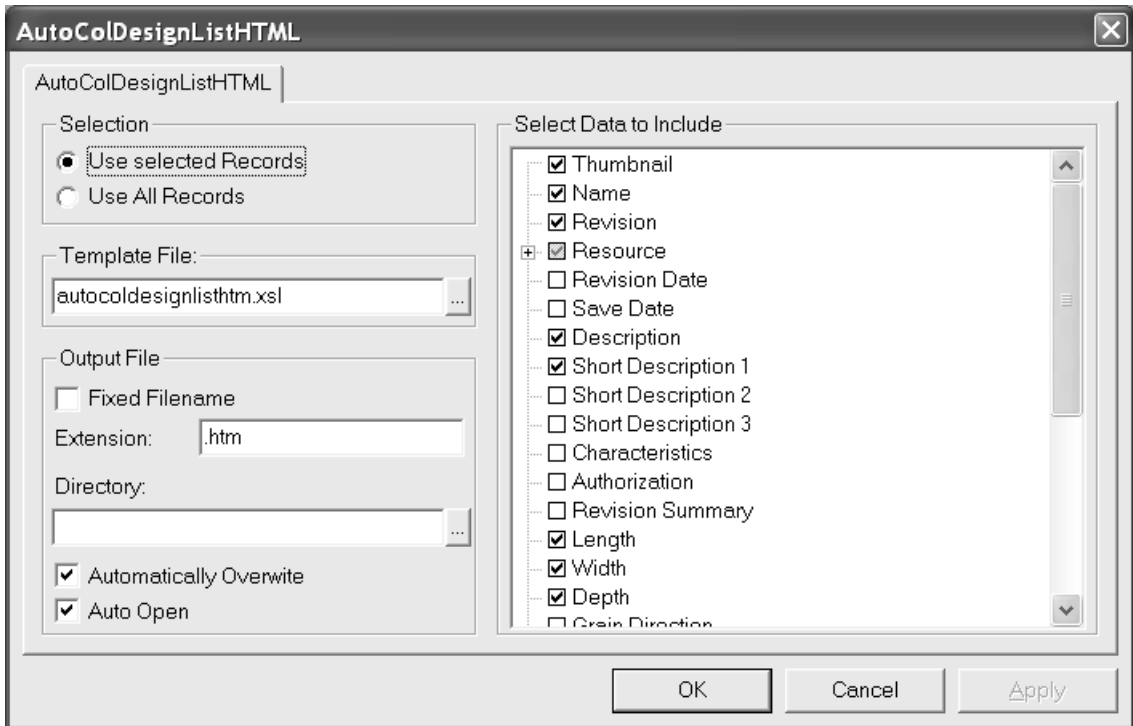 AutoColDesignListHTML
AutoColDesignListHTML
Selection
Use selected Records
Use All Records
Template File:
autocoldesignlisthtm.xsl
...
Output File
Fixed Filename
Extension:
.htm
Directory:
...
Automatically Overwite
Auto Open
Select Data to Include
Thumbnail
Name
Revision
Resource
Revision Date
Save Date
Description
Short Description 1
Short Description 2
Short Description 3
Characteristics
Authorization
Revision Summary
Length
Width
Depth
Grain Direction
OK
Cancel
Apply